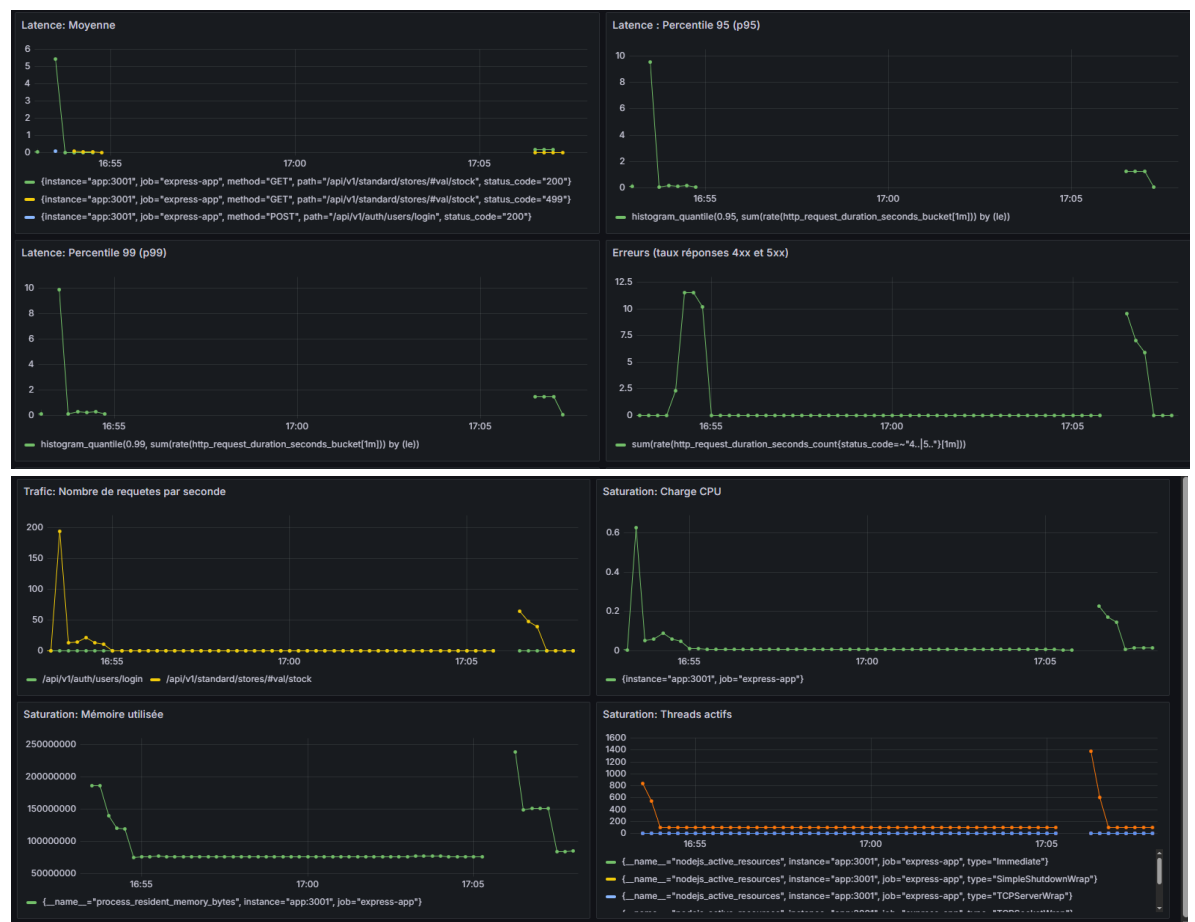 Latence: Moyenne
6
5
4
3
2
1
0
16:55 17:00 17:05
{instance="app:3001", job="express-app", method="GET", path="/api/v1/standard/stores/#val/stock", status_code="200"}
{instance="app:3001", job="express-app", method="GET", path="/api/v1/standard/stores/#val/stock", status_code="499"}
{instance="app:3001", job="express-app", method="POST", path="/api/v1/auth/users/login", status_code="200"}
Latence : Percentile 95 (p95)
10
8
6
4
2
0
16:55 17:00 17:05
histogram_quantile(0.95, sum(rate(http_request_duration_seconds_bucket[1m])) by (le))
Latence: Percentile 99 (p99)
10
8
6
4
2
0
16:55 17:00 17:05
histogram_quantile(0.99, sum(rate(http_request_duration_seconds_bucket[1m])) by (le))
Erreurs (taux réponses 4xx et 5xx)
12.5
10
7.5
5
2.5
0
16:55 17:00 17:05
sum(rate(http_request_duration_seconds_count{status_code=~"4..|5.."}[1m]))
Trafic: Nombre de requetes par seconde
200
150
100
50
0
16:55 17:00 17:05
/api/v1/auth/users/login /api/v1/standard/stores/#val/stock
Saturation: Charge CPU
0.6
0.4
0.2
0
16:55 17:00 17:05
{instance="app:3001", job="express-app"}
Saturation: Mémoire utilisée
250000000
200000000
150000000
100000000
50000000
16:55 17:00 17:05
{__name__="process_resident_memory_bytes", instance="app:3001", job="express-app"}
Saturation: Threads actifs
1600
1400
1200
1000
800
600
400
200
0
16:55 17:00 17:05
{__name__="nodejs_active_resources", instance="app:3001", job="express-app", type="Immediate"}
{__name__="nodejs_active_resources", instance="app:3001", job="express-app", type="SimpleShutdownWrap"}
{__name__="nodejs_active_resources", instance="app:3001", job="express-app", type="TCPServerWrap"}